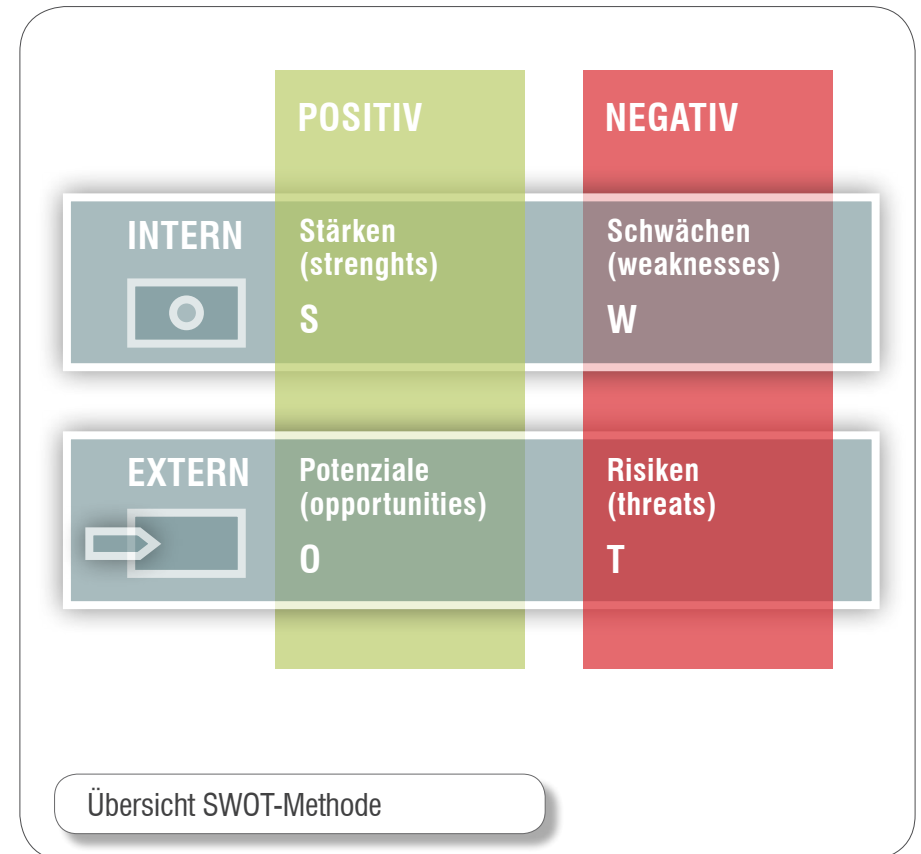 POSITIV
NEGATIV
INTERN
Stärken
(strenghts)
S
Schwächen
(weaknesses)
W
EXTERN
Potenziale
(opportunities)
O
Risiken
(threats)
T
Übersicht SWOT-Methode